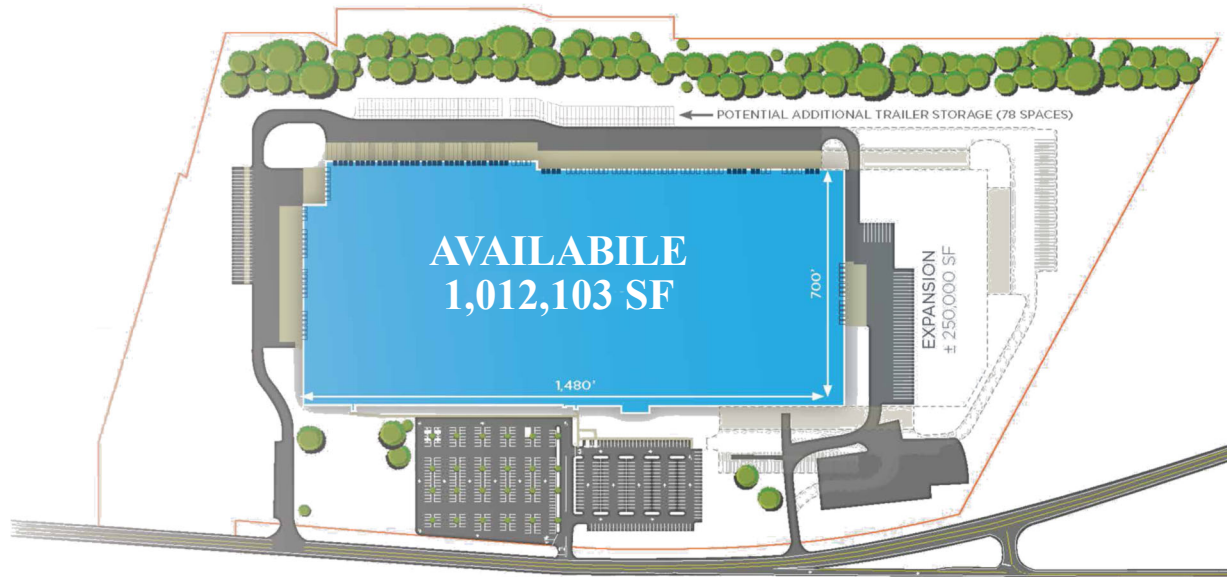 POTENTIAL ADDITIONAL TRAILER STORAGE (78 SPACES)
AVAILABILE
1,012,103 SF
700'
EXPANSION
± 250,000 SF
1,480'